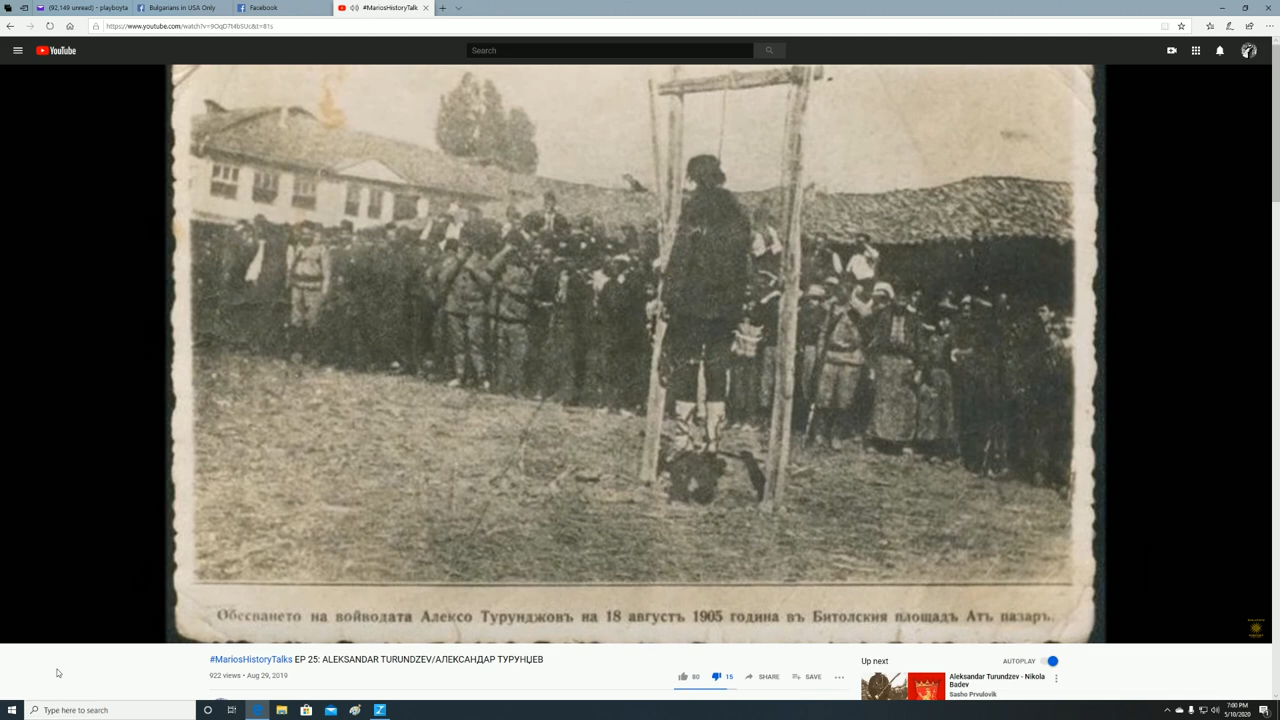 (92,149 unread) - playboyta
Bulgarians in USA Only
Facebook
#MariosHistoryTalk
https://www.youtube.com/watch?v=9OqD7t4bSUc&t=81s
YouTube
Search
Обесването на войводата Алексо Турунджовъ на 18 августъ 1905 година въ Битолския площадъ Атъ пазаръ.
#MariosHistoryTalks EP 25: ALEKSANDAR TURUNDZEV/АЛЕКСАНДАР ТУРУНЏЕВ
922 views • Aug 29, 2019
80
15
SHARE
SAVE
Up next
AUTOPLAY
Aleksandar Turundzev - Nikola
Badev
Sasho Prvulovik
Type here to search
7:00 PM
5/10/2020